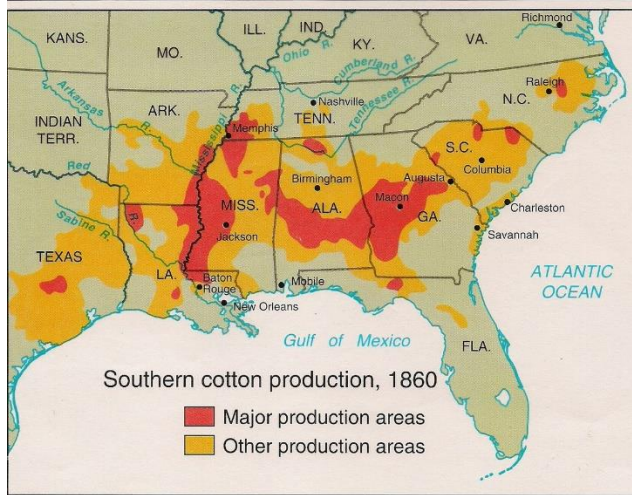 Richmond
KANS.
MO.
ILL.
IND.
Ohio R.
KY.
VA.
Cumberland R.
Tennessee R.
Arkansas
R.
Mississippi R.
Raleigh
N.C.
Nashville
TENN.
ARK.
INDIAN
TERR.
Memphis
Red
R.
S.C.
Columbia
Birmingham
Augusta
Macon
MISS.
ALA.
GA.
Charleston
Jackson
Savannah
Sabine R.
TEXAS
LA.
Baton
Rouge
Mobile
New Orleans
ATLANTIC
OCEAN
Gulf of Mexico
FLA.
Southern cotton production, 1860
Major production areas
Other production areas